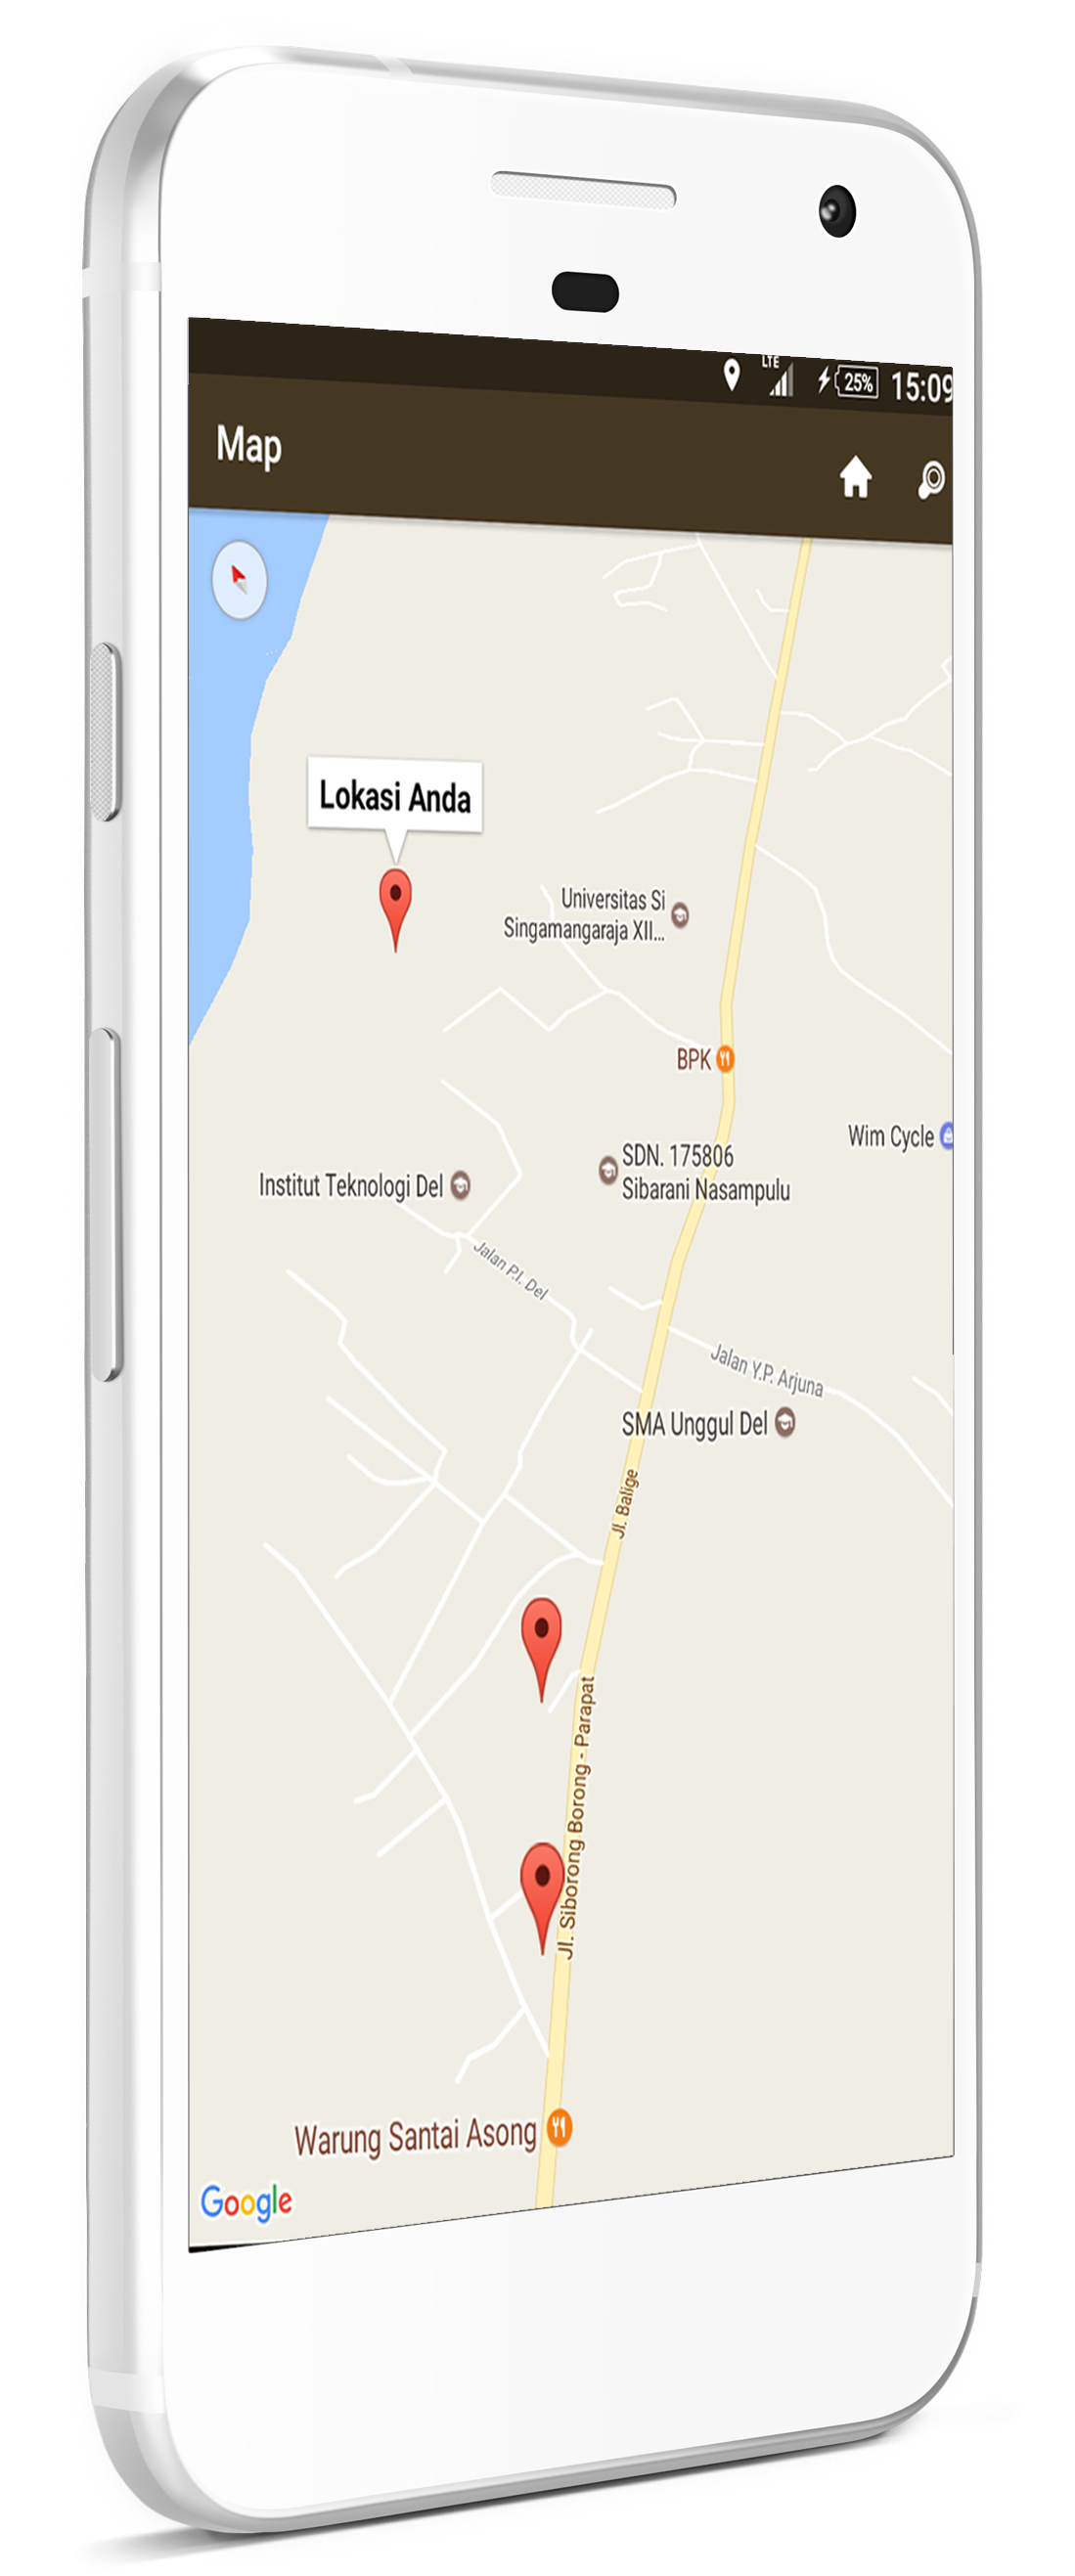 LTE
25%
15:09
Map
Lokasi Anda
Universitas Si
Singamangaraja XII...
BPK
Wim Cycle
SDN. 175806
Sibarani Nasampulu
Institut Teknologi Del
Jalan P.I. Del
Jalan Y.P. Arjuna
SMA Unggul Del
Jl. Balige
Jl. Siborong Borong - Parapat
Warung Santai Asong
Google